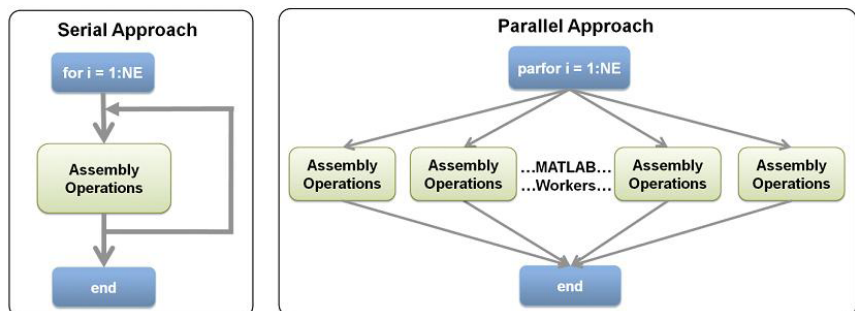 Serial Approach
for i = 1:NE
Assembly
Operations
end
Parallel Approach
parfor i = 1:NE
Assembly
Operations
Assembly
Operations
...MATLAB...
...Workers...
Assembly
Operations
Assembly
Operations
end